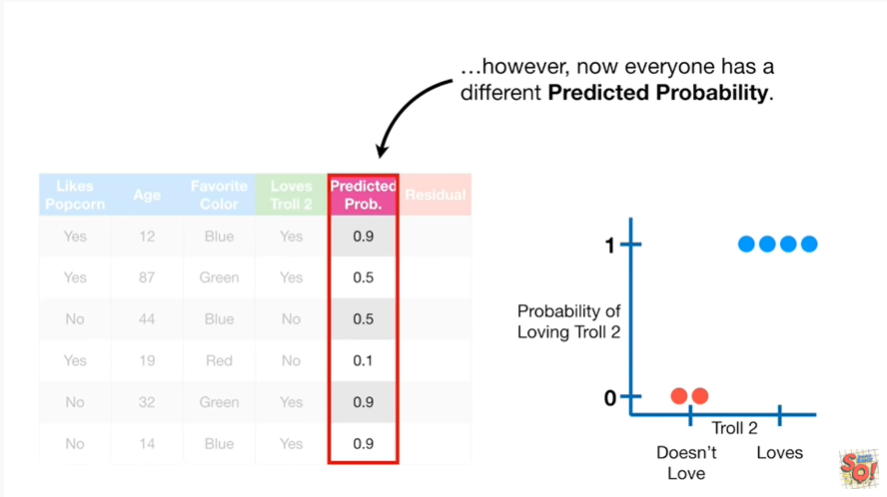 …however, now everyone has a
different Predicted Probability.
Likes Popcorn Age Favorite Color Loves Troll 2 Predicted Prob. Residual
Yes 12 Blue Yes 0.9
Yes 87 Green Yes 0.5
No 44 Blue No 0.5
Yes 19 Red No 0.1
No 32 Green Yes 0.9
No 14 Blue Yes 0.9
1
Probability of
Loving Troll 2
0
Troll 2
Doesn't
Love
Loves
SQ!